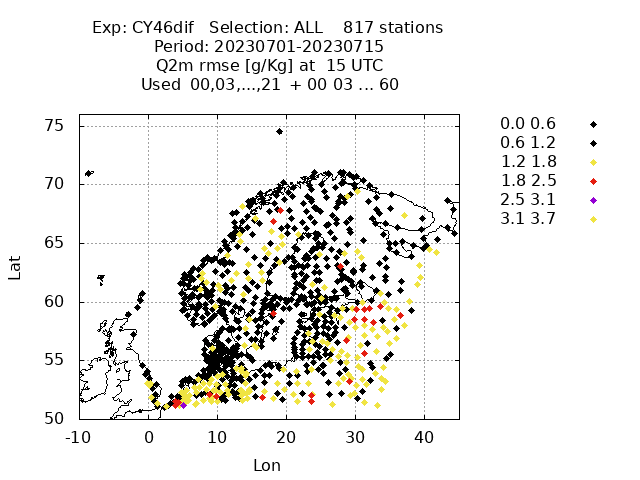 Exp: CY46dif Selection: ALL 817 stations
Period: 20230701-20230715
Q2m rmse [g/Kg] at 15 UTC
Used 00,03,...,21 + 00 03 ... 60
0.0 0.6
0.6 1.2
1.2 1.8
1.8 2.5
2.5 3.1
3.1 3.7
75
70
65
60
55
50
Lat
-10 0 10 20 30 40
Lon